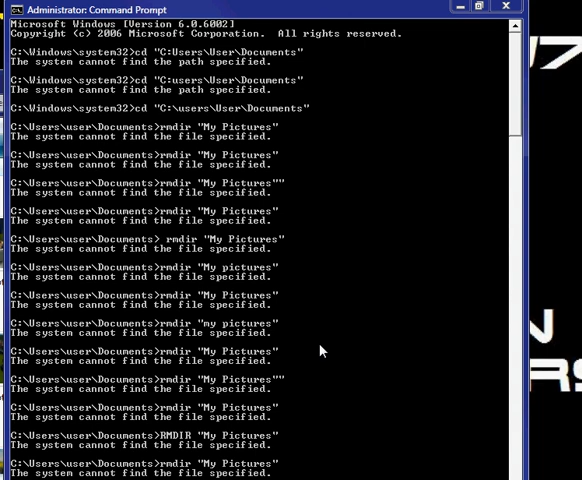 Administrator: Command Prompt
Microsoft Windows [Version 6.0.6002]
Copyright (c) 2006 Microsoft Corporation.  All rights reserved.
C:\Windows\system32>cd "C:Users\User\Documents"
The system cannot find the path specified.
C:\Windows\system32>cd "C:users\User\Documents"
The system cannot find the path specified.
C:\Windows\system32>cd "C:\users\User\Documents"
C:\Users\user\Documents>rmdir "My Pictures"
The system cannot find the file specified.
C:\Users\user\Documents>rmdir "My Pictures"
The system cannot find the file specified.
C:\Users\user\Documents>rmdir "My Pictures""
The system cannot find the file specified.
C:\Users\user\Documents>rmdir "My Pictures"
The system cannot find the file specified.
C:\Users\user\Documents> rmdir "My Pictures"
The system cannot find the file specified.
C:\Users\user\Documents>rmdir "My pictures"
The system cannot find the file specified.
C:\Users\user\Documents>rmdir "My Pictures"
The system cannot find the file specified.
C:\Users\user\Documents>rmdir "my pictures"
The system cannot find the file specified.
C:\Users\user\Documents>rmdir "My Pictures"
The system cannot find the file specified.
C:\Users\user\Documents>rmdir "My Pictures""
The system cannot find the file specified.
C:\Users\user\Documents>rmdir "My Pictures"
The system cannot find the file specified.
C:\Users\user\Documents>RMDIR "My Pictures"
The system cannot find the file specified.
C:\Users\user\Documents>rmdir "My Pictures"
The system cannot find the file specified.